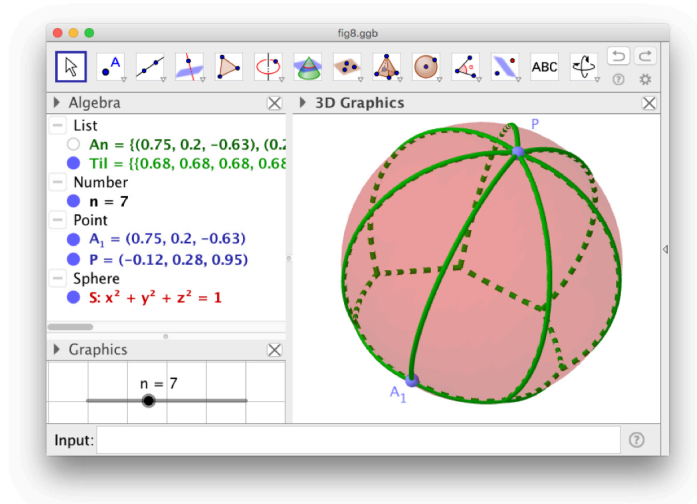 fig8.ggb
A
ABC
Algebra
3D Graphics
List
An = {(0.75, 0.2, −0.63), (0.2
Til = {{0.68, 0.68, 0.68, 0.68
Number
n = 7
Point
A₁ = (0.75, 0.2, −0.63)
P = (−0.12, 0.28, 0.95)
Sphere
S: x² + y² + z² = 1
Graphics
n = 7
P
A₁
Input: